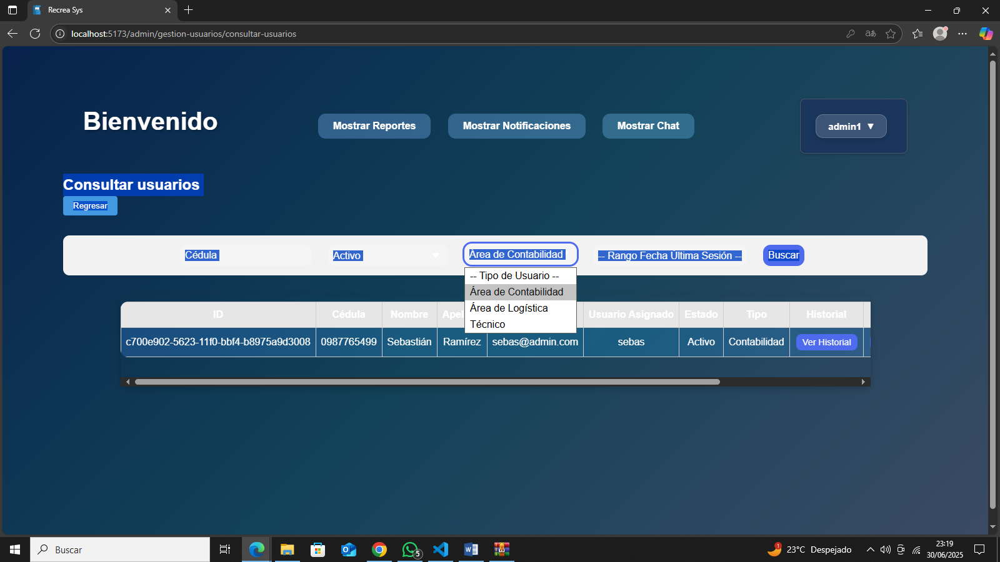 Recrea Sys
localhost:5173/admin/gestion-usuarios/consultar-usuarios
Bienvenido
Mostrar Reportes
Mostrar Notificaciones
Mostrar Chat
admin1 ▼
Consultar usuarios
Regresar
Cédula
Activo
Área de Contabilidad
-- Rango Fecha Última Sesión --
Buscar
-- Tipo de Usuario --
Área de Contabilidad
Área de Logística
Técnico
ID Cédula Nombre Apel Usuario Asignado Estado Tipo Historial
c700e902-5623-11f0-bbf4-b8975a9d3008 0987765499 Sebastián Ramírez sebas@admin.com sebas Activo Contabilidad Ver Historial
Buscar
5
1
23°C Despejado
23:19
30/06/2025